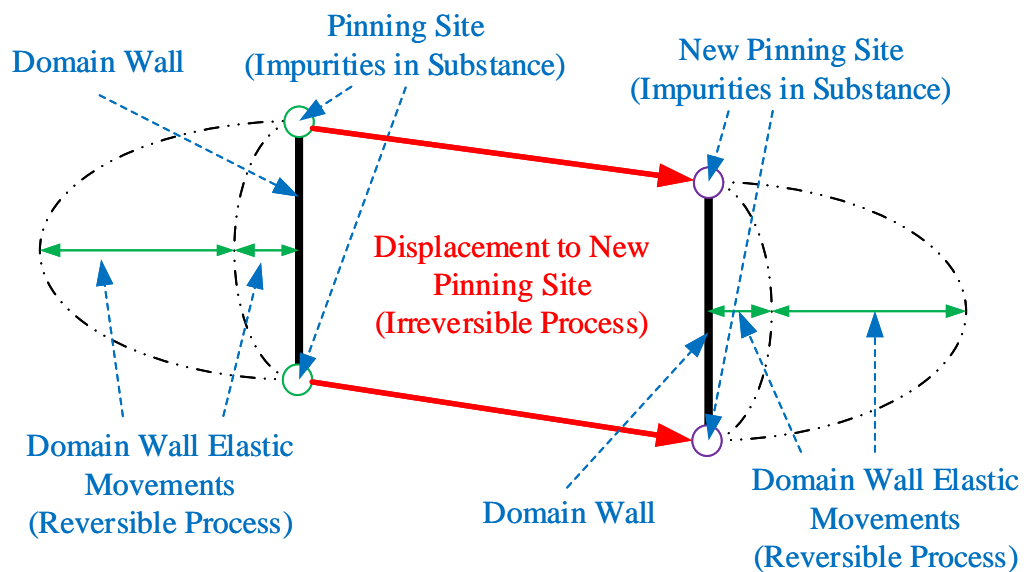 Pinning Site
(Impurities in Substance)
Domain Wall
New Pinning Site
(Impurities in Substance)
Displacement to New
Pinning Site
(Irreversible Process)
Domain Wall Elastic
Movements
(Reversible Process)
Domain Wall
Domain Wall Elastic
Movements
(Reversible Process)